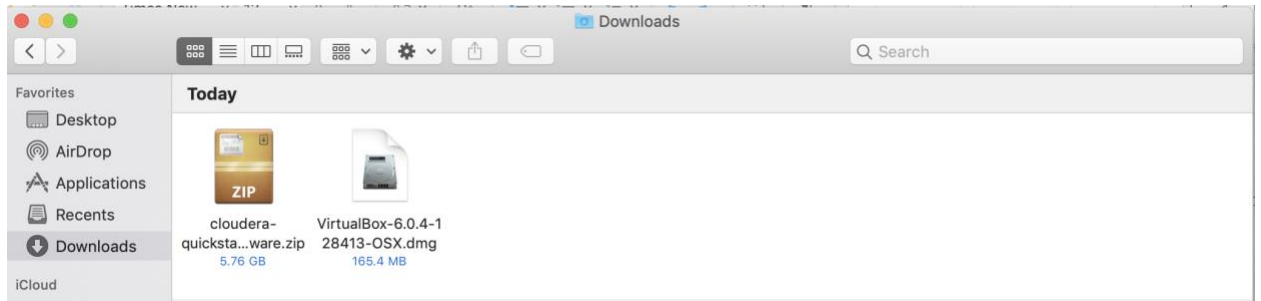 Downloads
Search
Favorites
Desktop
AirDrop
Applications
Recents
Downloads
iCloud
Today
ZIP
cloudera-
quicksta...ware.zip
5.76 GB
VirtualBox-6.0.4-1
28413-OSX.dmg
165.4 MB